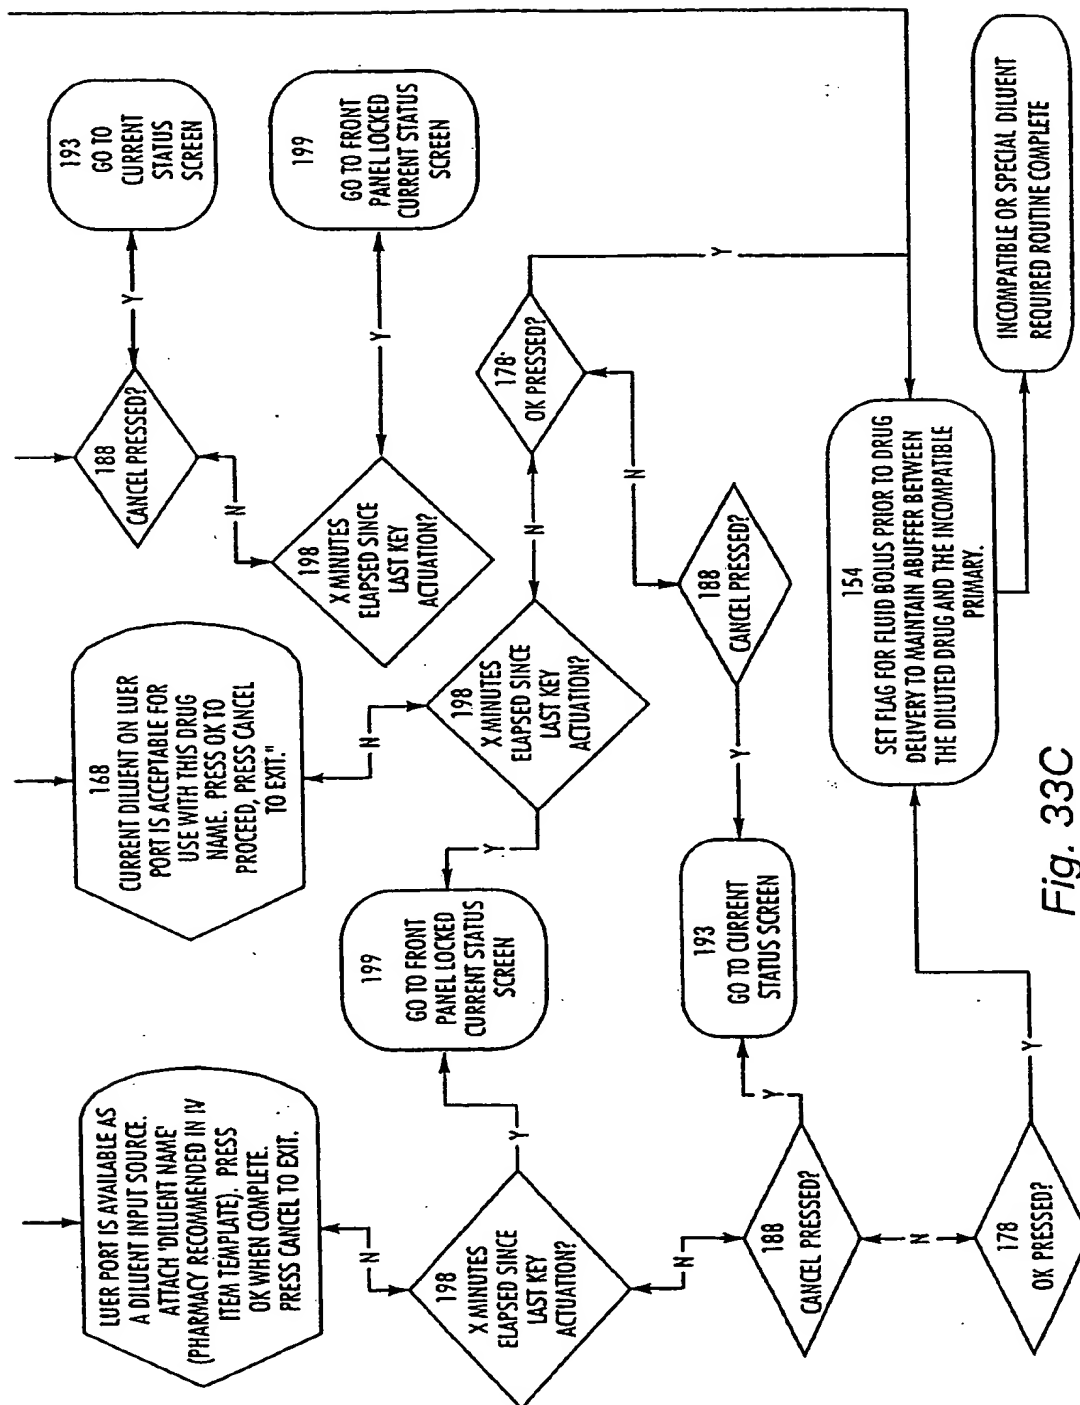 LUER PORT IS AVAILABLE AS
A DILUENT INPUT SOURCE.
ATTACH 'DILUENT NAME'
(PHARMACY RECOMMENDED IN IV
ITEM TEMPLATE). PRESS
OK WHEN COMPLETE.
PRESS CANCEL TO EXIT.
168
CURRENT DILUENT ON LUER
PORT IS ACCEPTABLE FOR
USE WITH THIS DRUG
NAME. PRESS OK TO
PROCEED, PRESS CANCEL
TO EXIT."
188
CANCEL PRESSED?
Y
193
GO TO
CURRENT
STATUS
SCREEN
N
N
N
198
X MINUTES
ELAPSED SINCE
LAST KEY
ACTUATION?
Y
199
GO TO FRONT
PANEL LOCKED
CURRENT STATUS
SCREEN
Y
198
X MINUTES
ELAPSED SINCE
LAST KEY
ACTUATION?
198
X MINUTES
ELAPSED SINCE
LAST KEY
ACTUATION?
Y
199
GO TO FRONT
PANEL LOCKED
CURRENT STATUS
SCREEN
N
N
178
OK PRESSED?
Y
N
188
CANCEL PRESSED?
Y
193
GO TO CURRENT
STATUS SCREEN
Y
188
CANCEL PRESSED?
N
178
OK PRESSED?
Y
154
SET FLAG FOR FLUID BOLUS PRIOR TO DRUG
DELIVERY TO MAINTAIN ABUFFER BETWEEN
THE DILUTED DRUG AND THE INCOMPATIBLE
PRIMARY.
INCOMPATIBLE OR SPECIAL DILUENT
REQUIRED ROUTINE COMPLETE
Fig. 33C